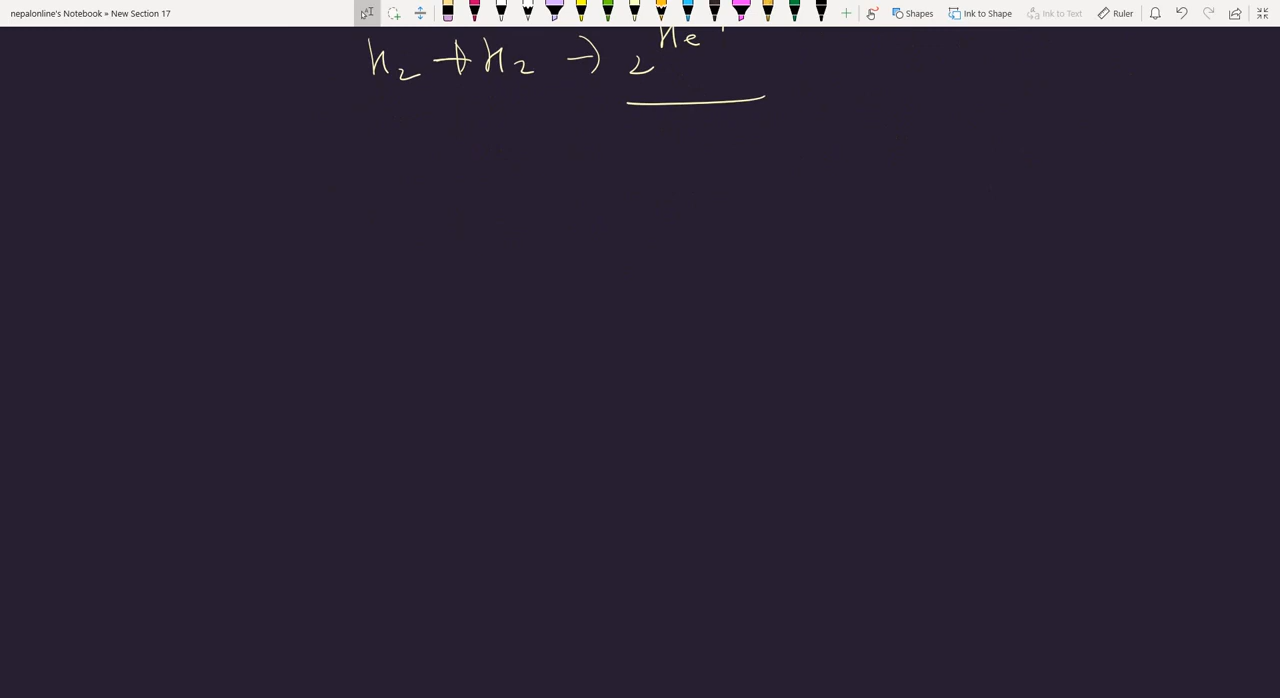 nepalonline's Notebook » New Section 17
Shapes Ink to Shape Ink to Text Ruler
H₂ + H₂ → ₂He